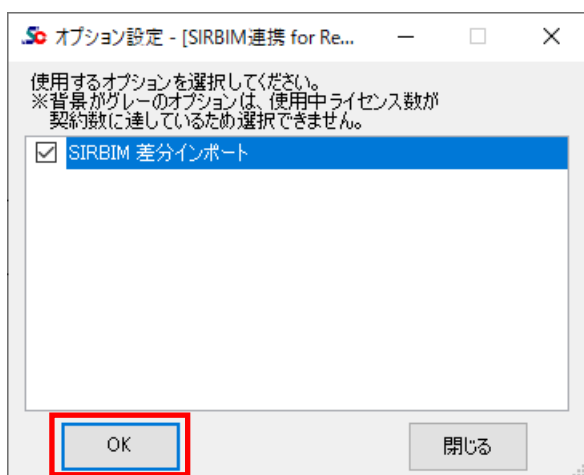 Sc オプション設定 - [SIRBIM連携 for Re...
使用するオプションを選択してください。
※背景がグレーのオプションは、使用中ライセンス数が
契約数に達しているため選択できません。
SIRBIM 差分インポート
OK
閉じる